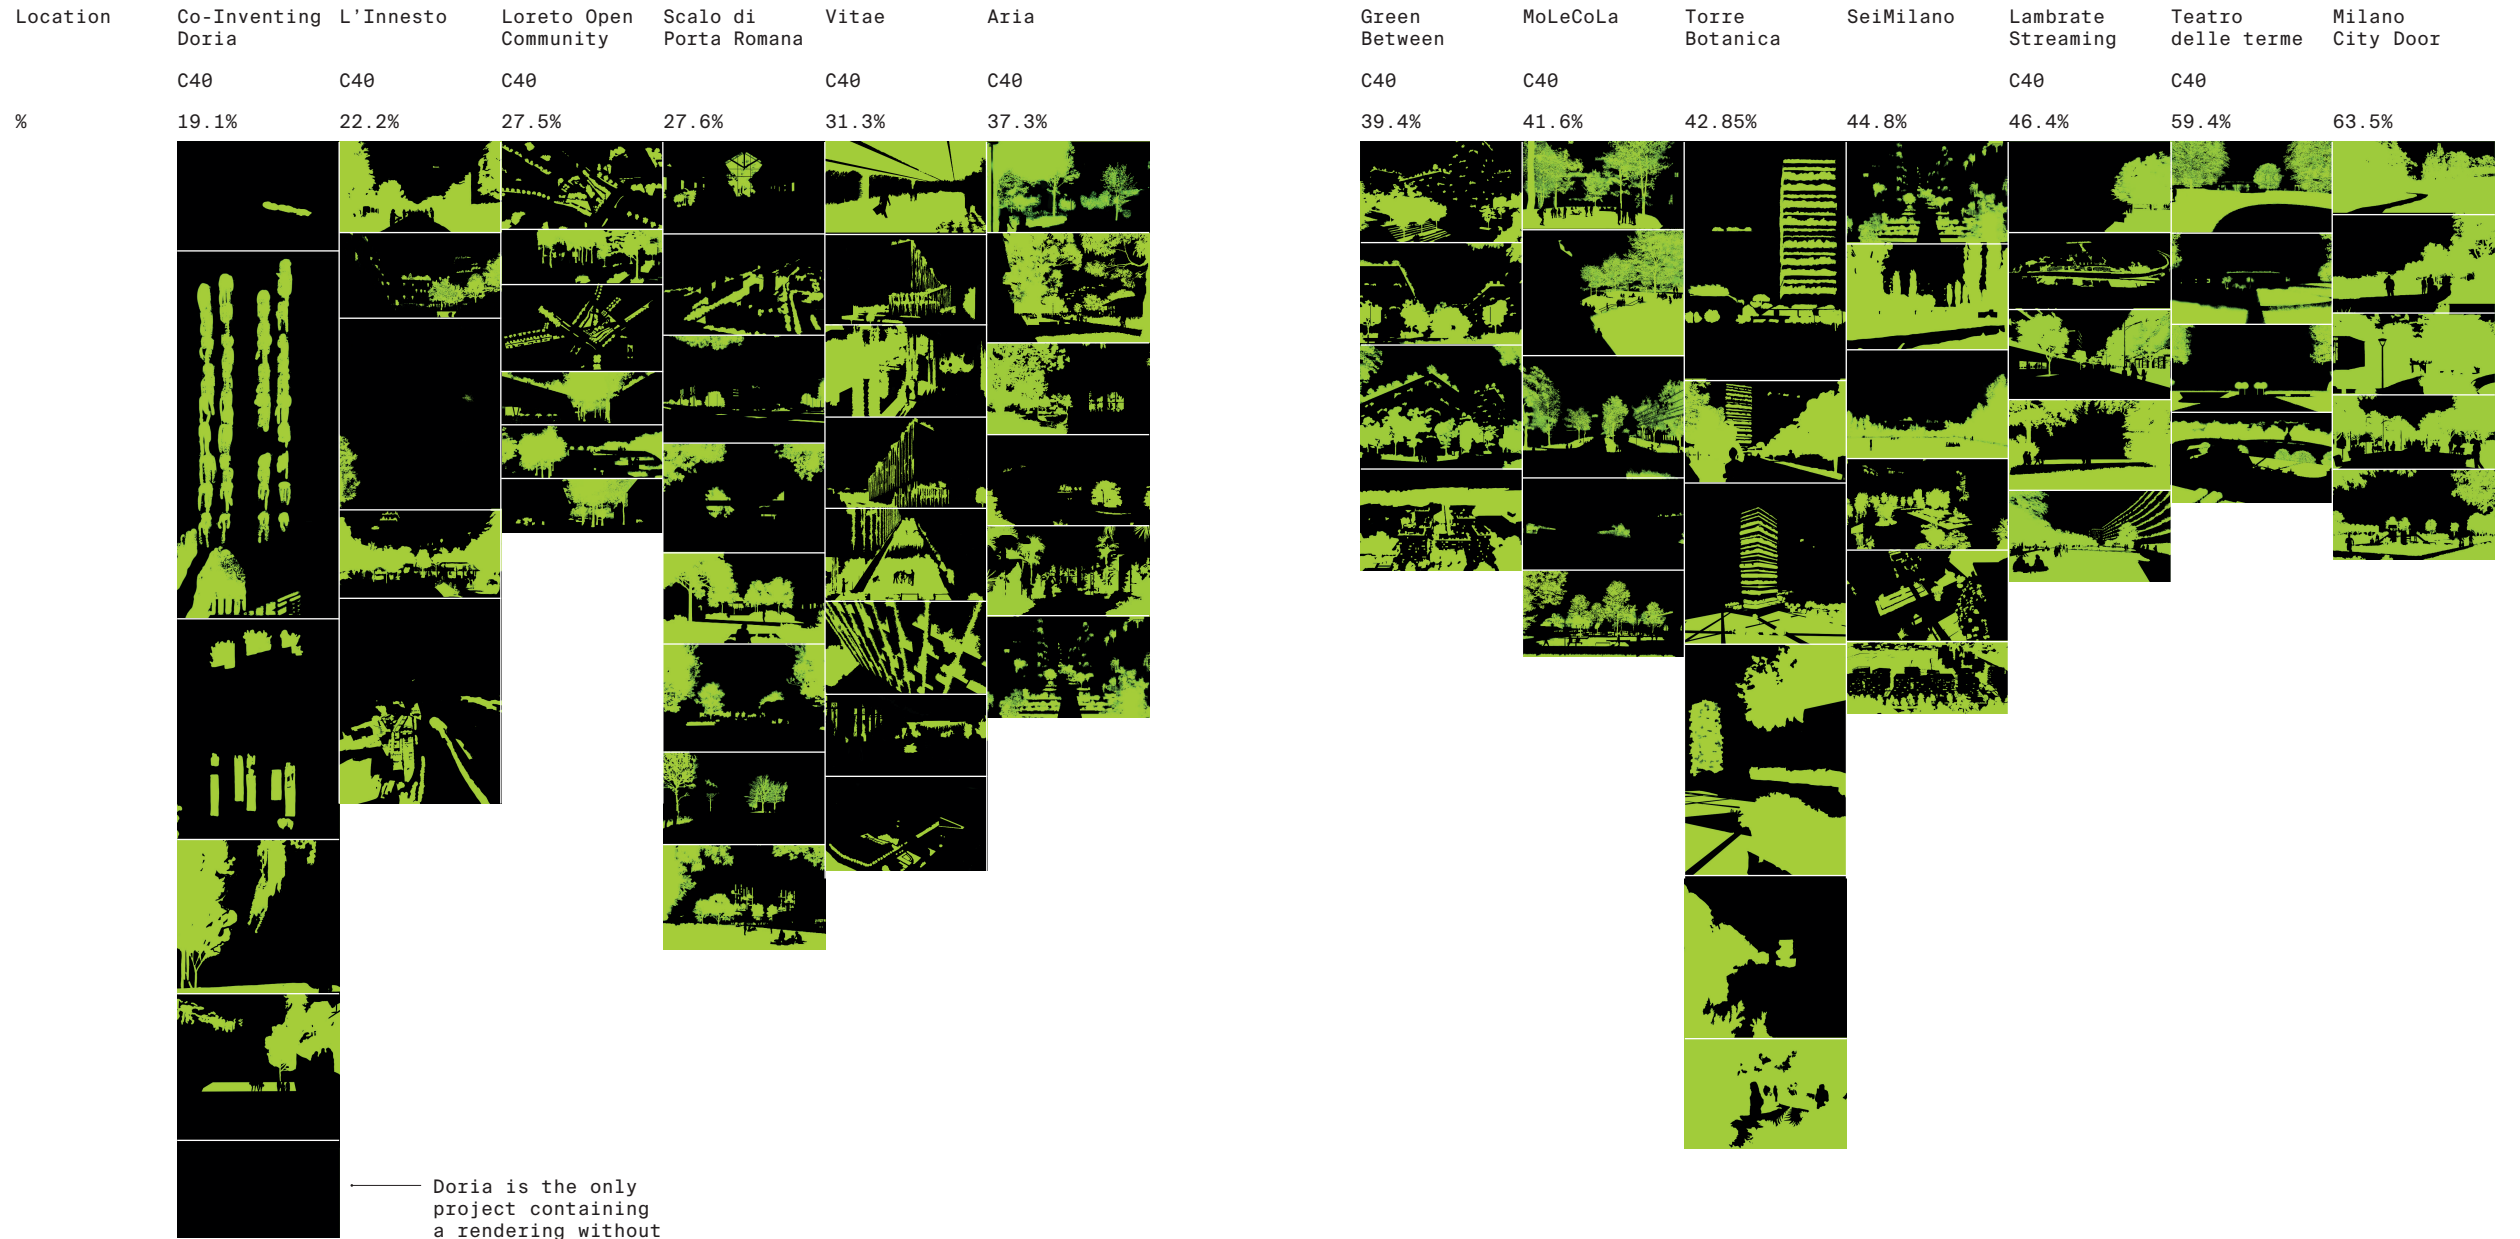 Location
Co-Inventing
Doria
L'Innesto
Loreto Open
Community
Scalo di
Porta Romana
Vitae
Aria
Green
Between
MoLeCoLa
Torre
Botanica
SeiMilano
Lambrate
Streaming
Teatro
delle terme
Milano
City Door
C40
C40
C40
C40
C40
C40
C40
C40
C40
%
19.1%
22.2%
27.5%
27.6%
31.3%
37.3%
39.4%
41.6%
42.85%
44.8%
46.4%
59.4%
63.5%
Doria is the only
project containing
a rendering without